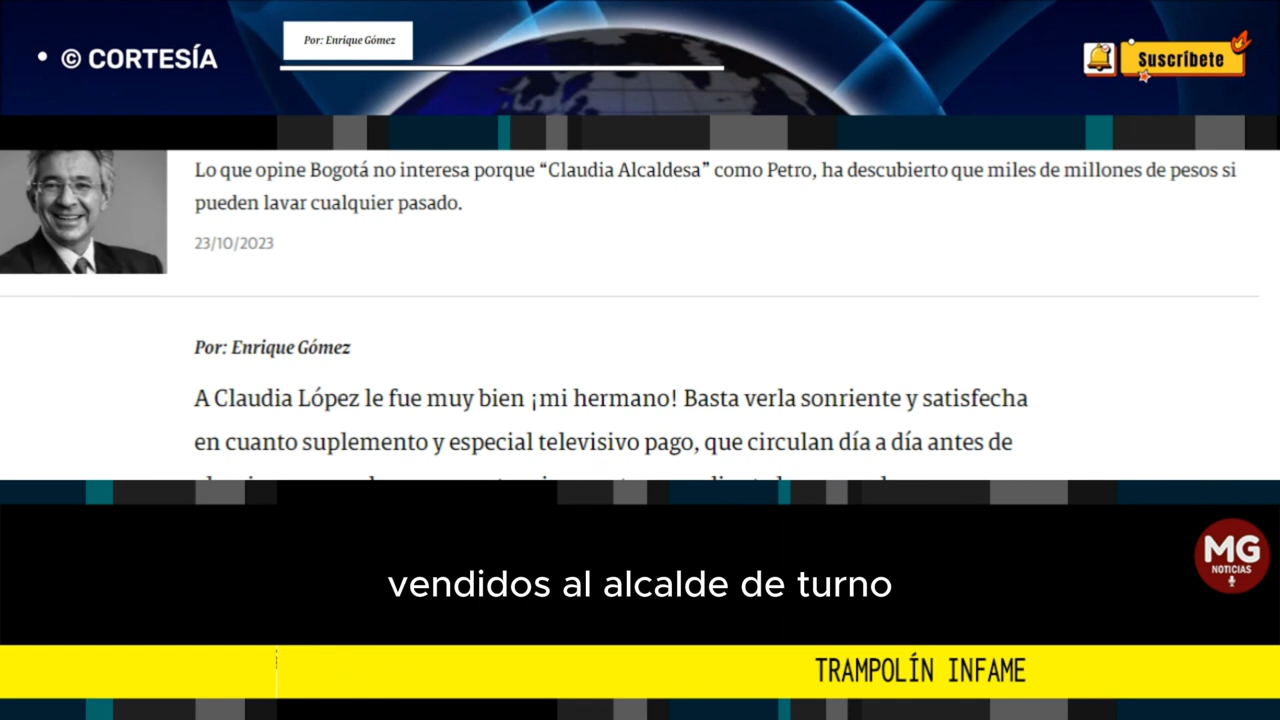 • © CORTESÍA
Por: Enrique Gómez
Suscríbete
Lo que opine Bogotá no interesa porque “Claudia Alcaldesa” como Petro, ha descubierto que miles de millones de pesos si
pueden lavar cualquier pasado.
23/10/2023
Por: Enrique Gómez
A Claudia López le fue muy bien ¡mi hermano! Basta verla sonriente y satisfecha
en cuanto suplemento y especial televisivo pago, que circulan día a día antes de
vendidos al alcalde de turno
MG
NOTICIAS
TRAMPOLÍN INFAME